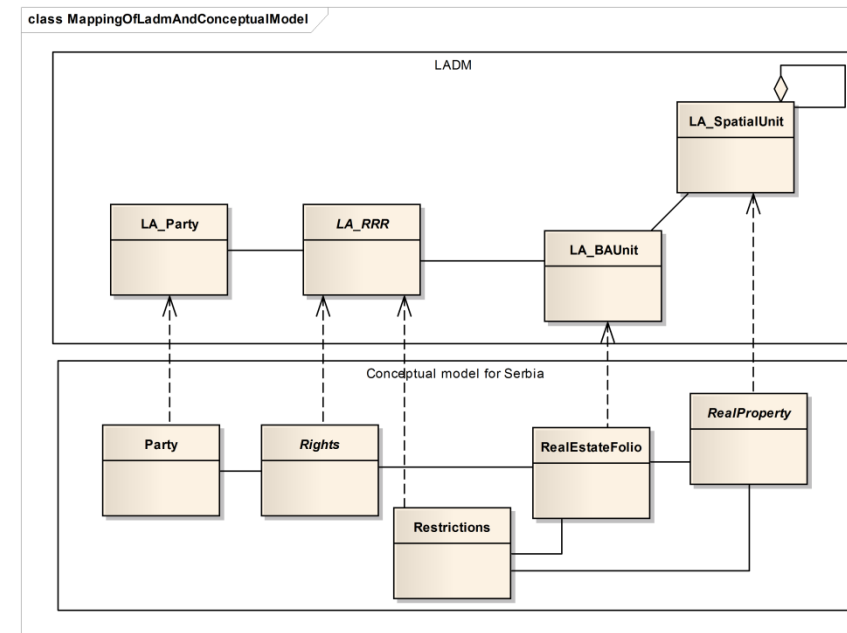 class MappingOfLadmAndConceptualModel
LADM
LA_SpatialUnit
LA_Party
LA_RRR
LA_BAUnit
Conceptual model for Serbia
RealProperty
Party
Rights
RealEstateFolio
Restrictions